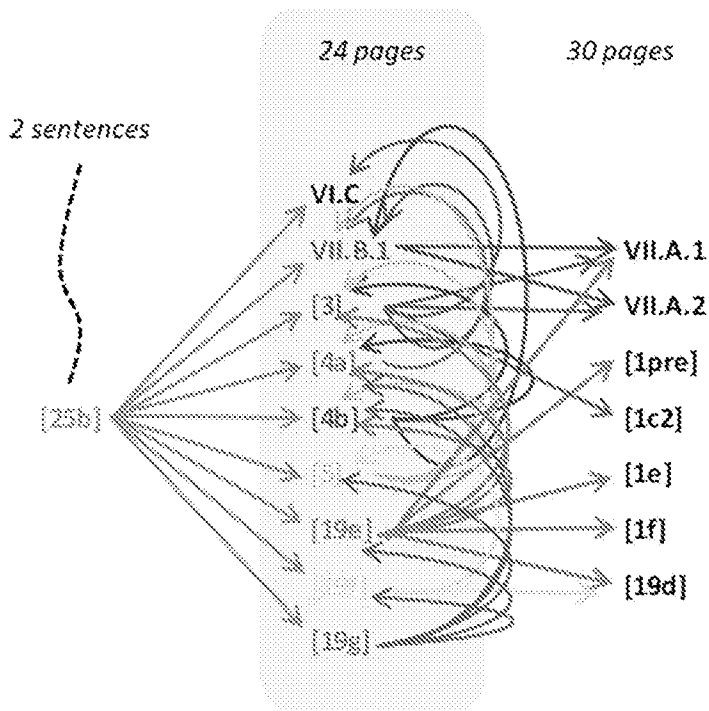 24 pages
30 pages
2 sentences
VI.C
VII.B.1
[3]
[4a]
[4b]
[5]
[19e]
[19g]
[25b]
VII.A.1
VII.A.2
[1pre]
[1c2]
[1e]
[1f]
[19d]